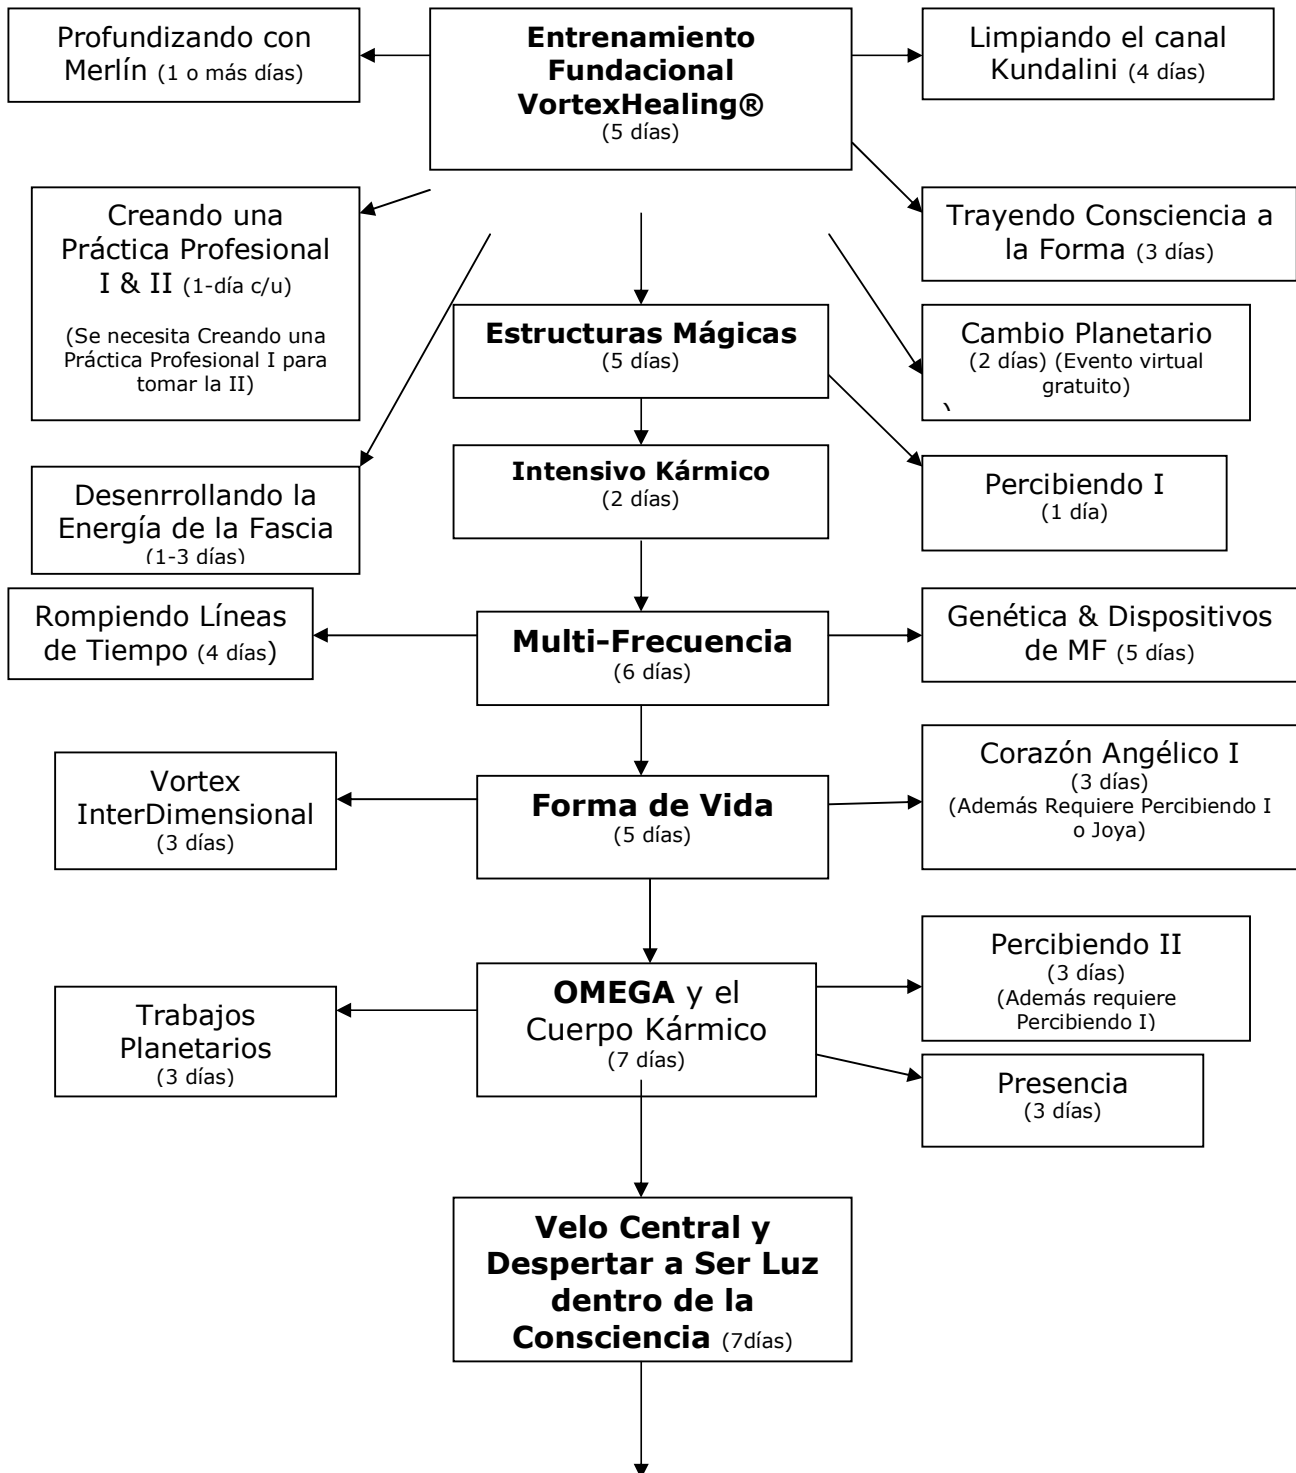 Profundizando con
Merlín (1 o más días)
Entrenamiento
Fundacional
VortexHealing®
(5 días)
Limpiando el canal
Kundalini (4 días)
Creando una
Práctica Profesional
I & II (1-día c/u)
(Se necesita Creando una
Práctica Profesional I para
tomar la II)
Trayendo Consciencia a
la Forma (3 días)
Estructuras Mágicas
(5 días)
Cambio Planetario
(2 días) (Evento virtual
gratuito)
Intensivo Kármico
(2 días)
Percibiendo I
(1 día)
Desenrrollando la
Energía de la Fascia
(1-3 días)
Rompiendo Líneas
de Tiempo (4 días)
Multi-Frecuencia
(6 días)
Genética & Dispositivos
de MF (5 días)
Vortex
InterDimensional
(3 días)
Forma de Vida
(5 días)
Corazón Angélico I
(3 días)
(Además Requiere Percibiendo I
o Joya)
Trabajos
Planetarios
(3 días)
OMEGA y el
Cuerpo Kármico
(7 días)
Percibiendo II
(3 días)
(Además requiere
Percibiendo I)
Presencia
(3 días)
Velo Central y
Despertar a Ser Luz
dentro de la
Consciencia (7días)